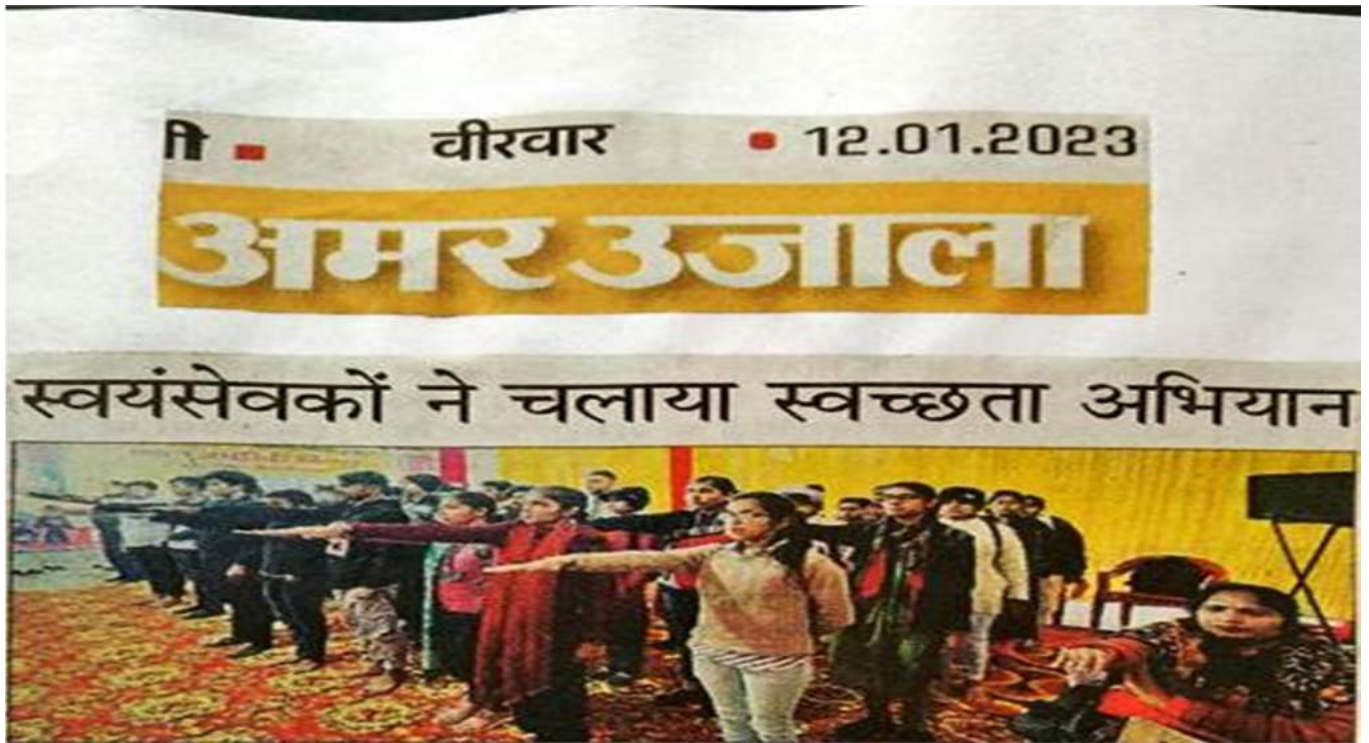 वीरवार • 12.01.2023
अमर उजाला
स्वयंसेवकों ने चलाया स्वच्छता अभियान